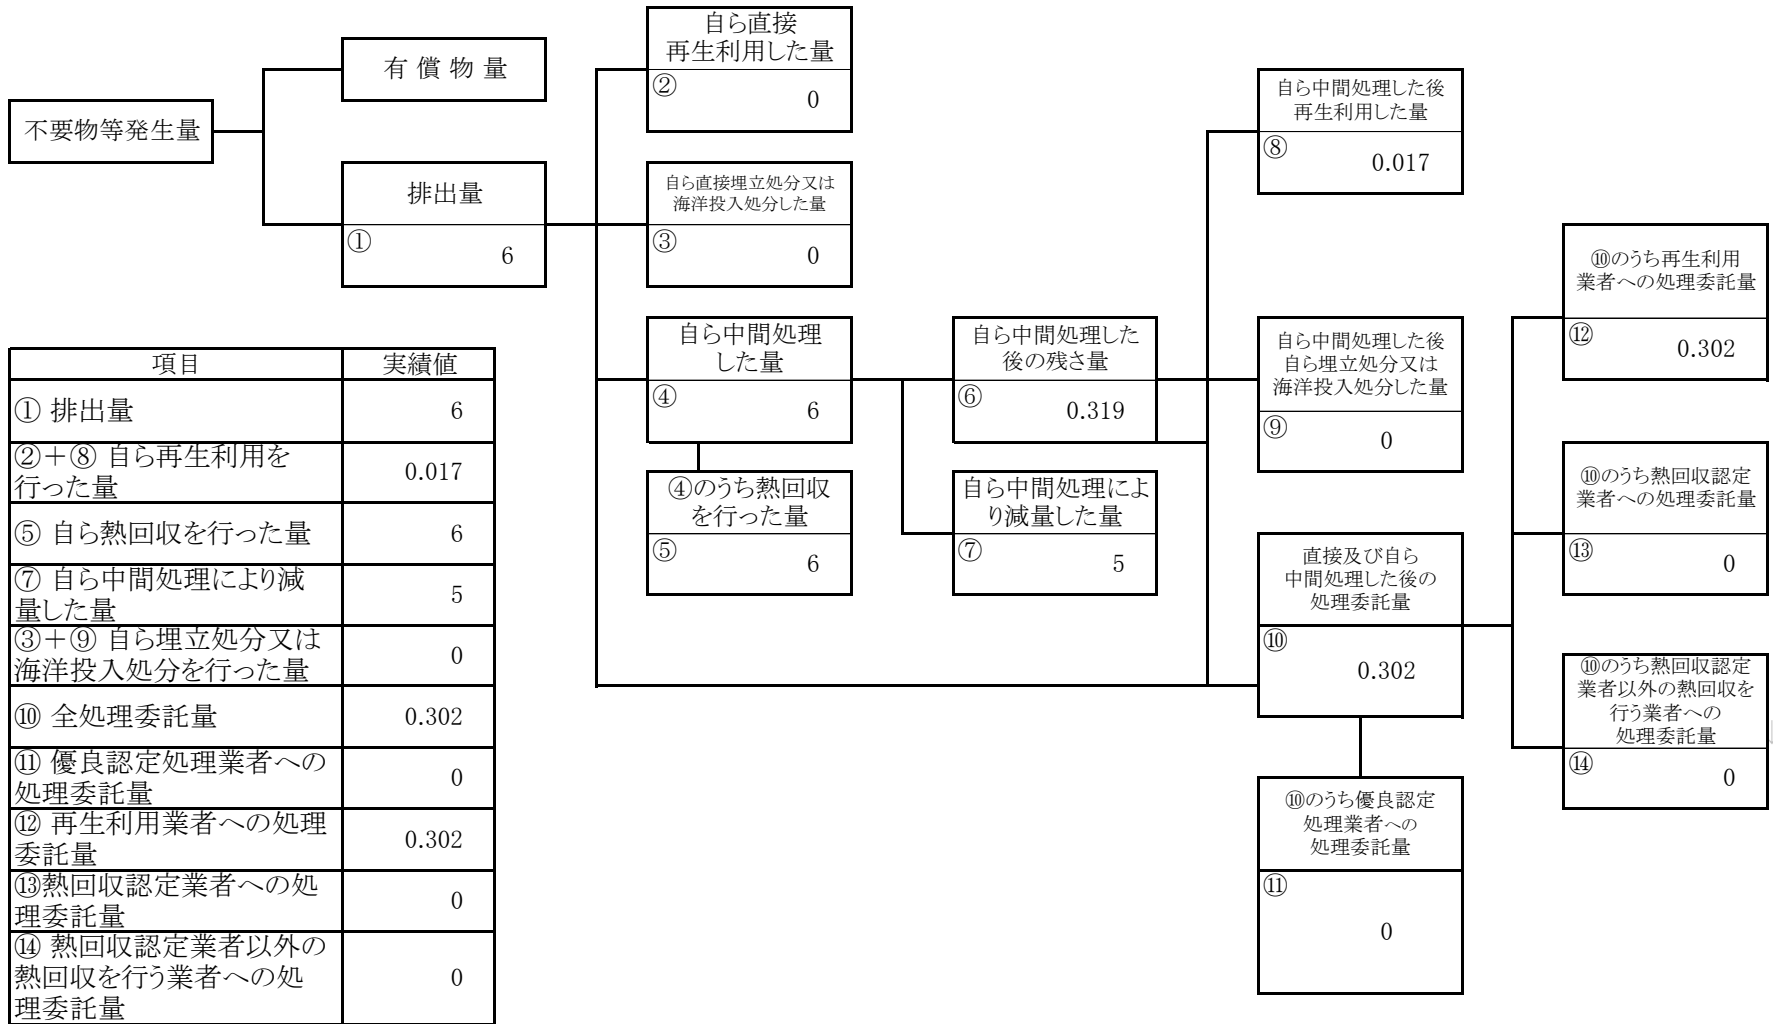 不要物等発生量
有 償 物 量
排出量
①
6
自ら直接
再生利用した量
②
0
自ら直接埋立処分又は
海洋投入処分した量
③
0
自ら中間処理
した量
④
6
④のうち熱回収
を行った量
⑤
6
自ら中間処理した
後の残さ量
⑥
0.319
自ら中間処理によ
り減量した量
⑦
5
自ら中間処理した後
再生利用した量
⑧
0.017
自ら中間処理した後
自ら埋立処分又は
海洋投入処分した量
⑨
0
直接及び自ら
中間処理した後の
処理委託量
⑩
0.302
⑩のうち優良認定
処理業者への
処理委託量
⑪
0
⑩のうち再生利用
業者への処理委託量
⑫
0.302
⑩のうち熱回収認定
業者への処理委託量
⑬
0
⑩のうち熱回収認定
業者以外の熱回収を
行う業者への
処理委託量
⑭
0
項目 実績値
① 排出量 6
②+⑧ 自ら再生利用を
行った量 0.017
⑤ 自ら熱回収を行った量 6
⑦ 自ら中間処理により減
量した量 5
③+⑨ 自ら埋立処分又は
海洋投入処分を行った量 0
⑩ 全処理委託量 0.302
⑪ 優良認定処理業者への
処理委託量 0
⑫ 再生利用業者への処理
委託量 0.302
⑬熱回収認定業者への処
理委託量 0
⑭ 熱回収認定業者以外の
熱回収を行う業者への処 0
理委託量